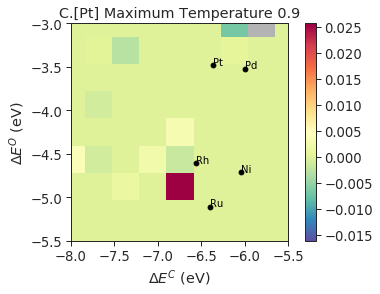 C.[Pt] Maximum Temperature 0.9
−3.0
−3.5
−4.0
−4.5
−5.0
−5.5
ΔE^O (eV)
Pt
Pd
Rh
Ni
Ru
−8.0 −7.5 −7.0 −6.5 −6.0 −5.5
ΔE^C (eV)
0.025
0.020
0.015
0.010
0.005
0.000
−0.005
−0.010
−0.015